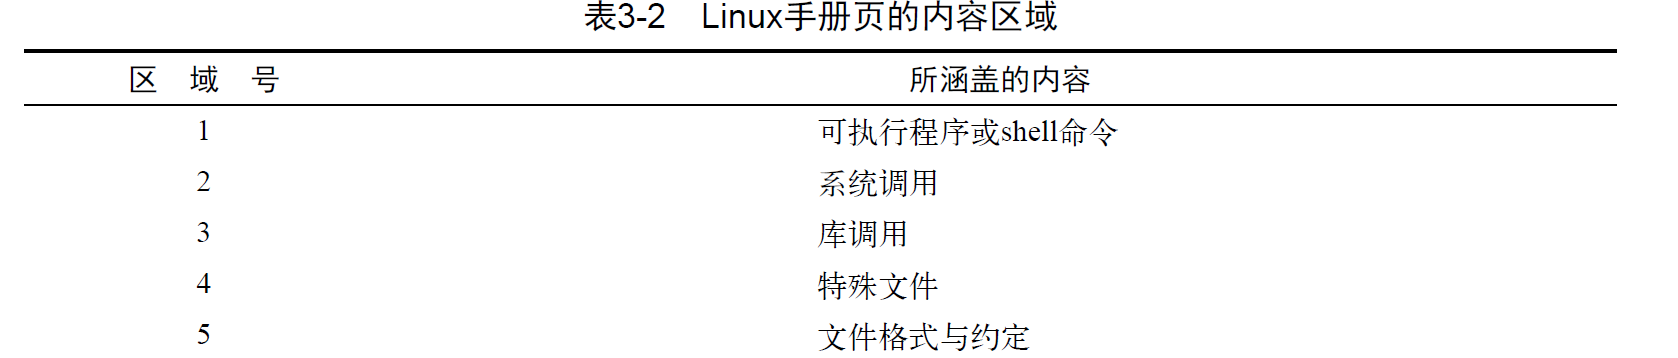 表3-2 Linux手册页的内容区域
区 域 号 所涵盖的内容
1 可执行程序或shell命令
2 系统调用
3 库调用
4 特殊文件
5 文件格式与约定